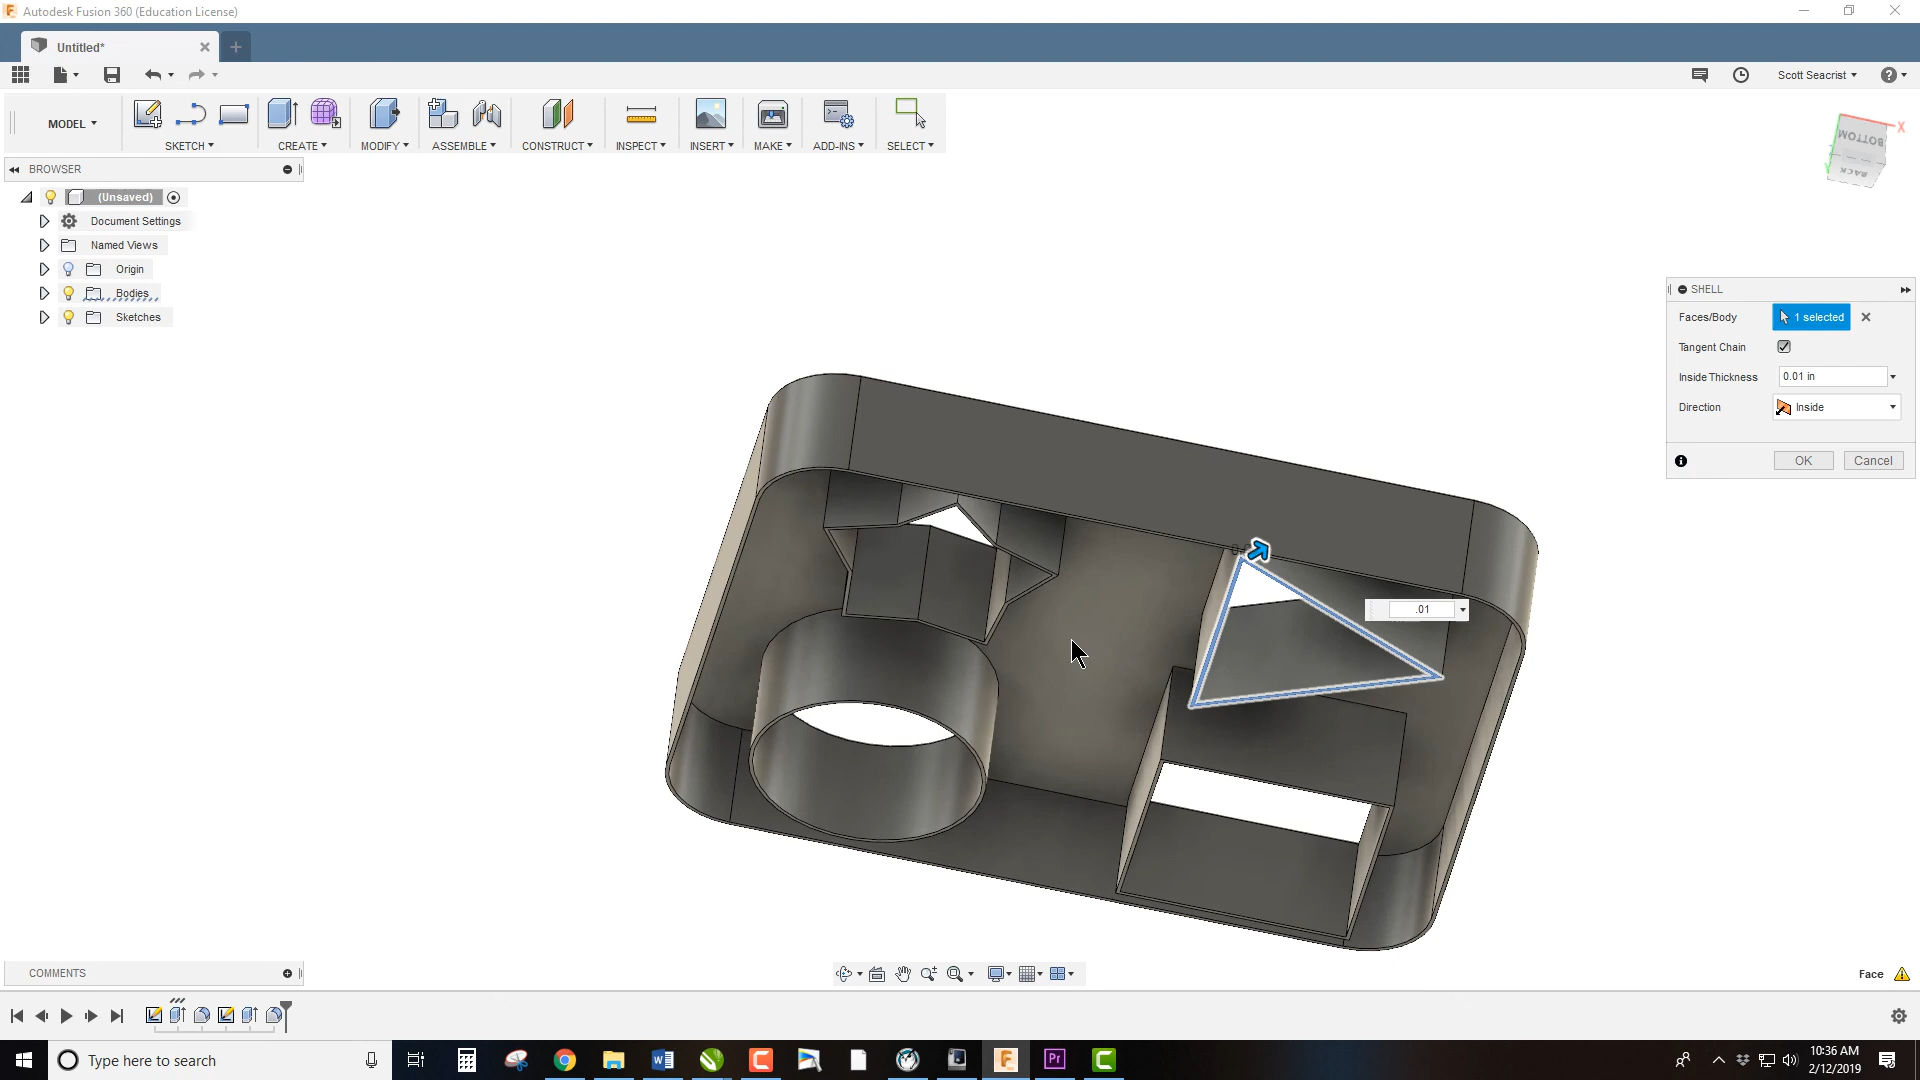 Autodesk Fusion 360 (Education License)
Untitled*
Scott Seacrist
MODEL
SKETCH
CREATE
MODIFY
ASSEMBLE
CONSTRUCT
INSPECT
INSERT
MAKE
ADD-INS
SELECT
BOTTOM
BACK
X
BROWSER
(Unsaved)
Document Settings
Named Views
Origin
Bodies
Sketches
SHELL
Faces/Body
1 selected
Tangent Chain
Inside Thickness
0.01 in
Direction
Inside
OK
Cancel
.01
COMMENTS
Face
Type here to search
Pr
10:36 AM
2/12/2019